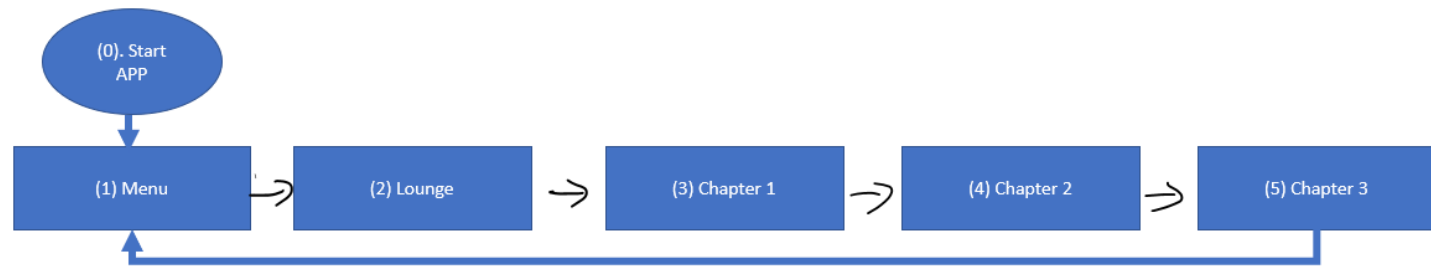 (0). Start
APP
(1) Menu
(2) Lounge
(3) Chapter 1
(4) Chapter 2
(5) Chapter 3